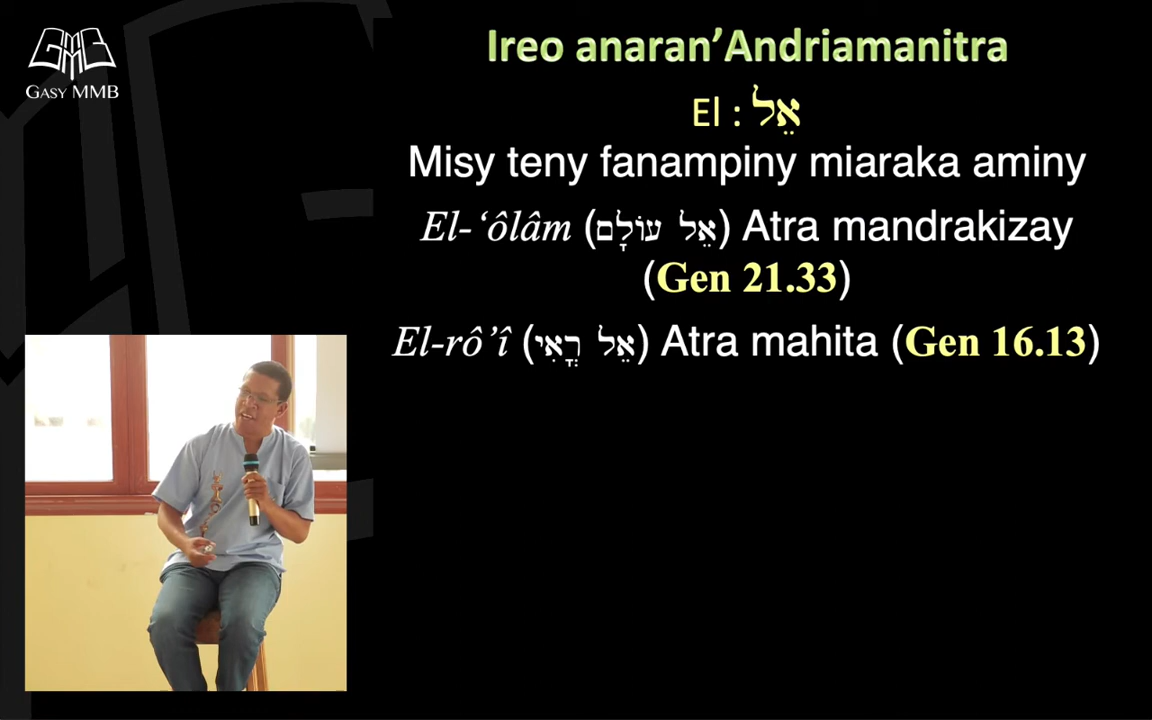 GMMB
GASY MMB
Ireo anaran’Andriamanitra
El : אֵל
Misy teny fanampiny miaraka aminy
El-‘ôlâm (אֵל עוֹלָם) Atra mandrakizay
(Gen 21.33)
El-rô’î (אֵל רֳאִי) Atra mahita (Gen 16.13)